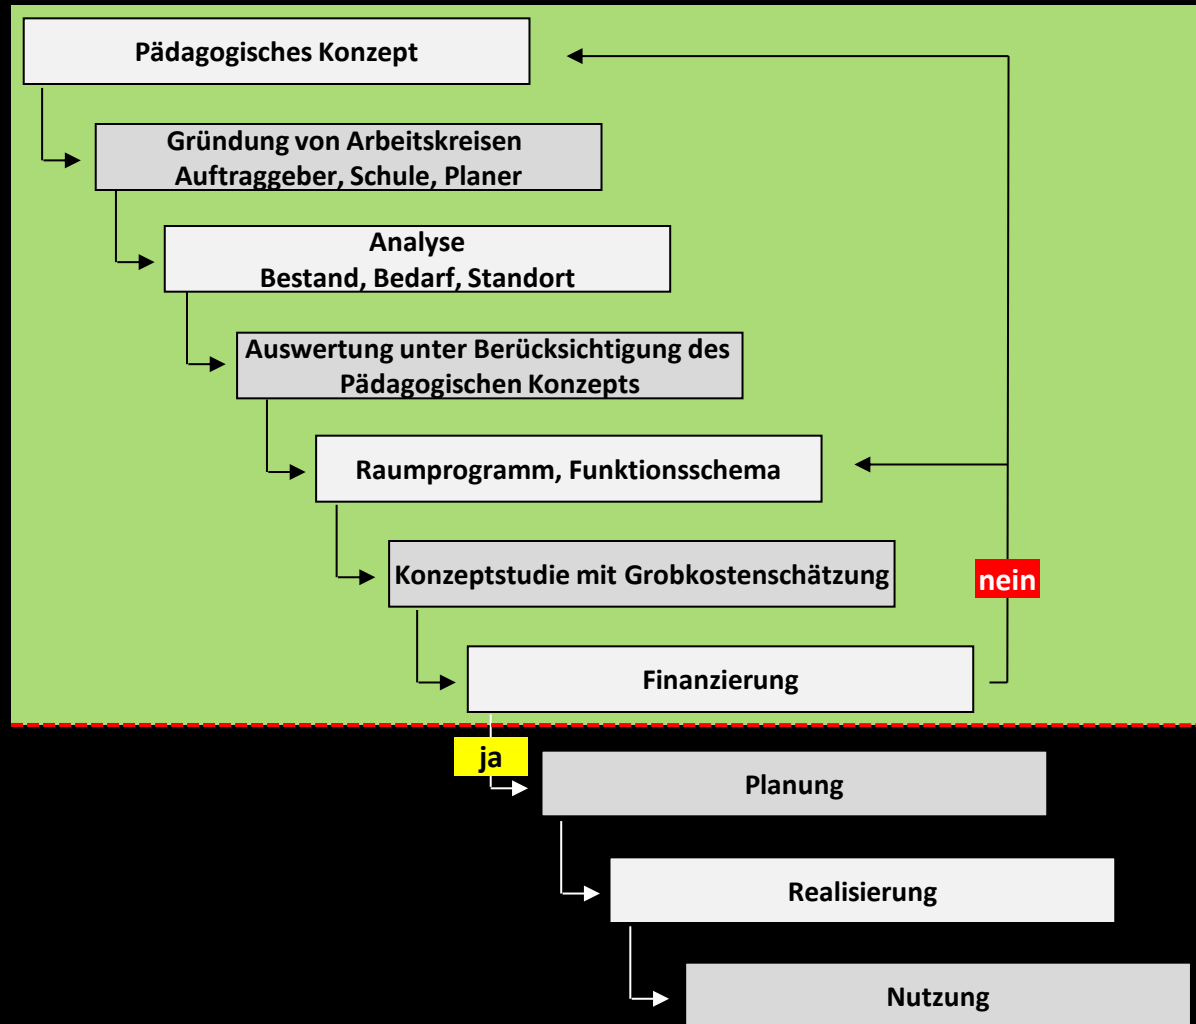 Pädagogisches Konzept
Gründung von Arbeitskreisen
Auftraggeber, Schule, Planer
Analyse
Bestand, Bedarf, Standort
Auswertung unter Berücksichtigung des
Pädagogischen Konzepts
Raumprogramm, Funktionsschema
Konzeptstudie mit Grobkostenschätzung
nein
Finanzierung
ja
Planung
Realisierung
Nutzung